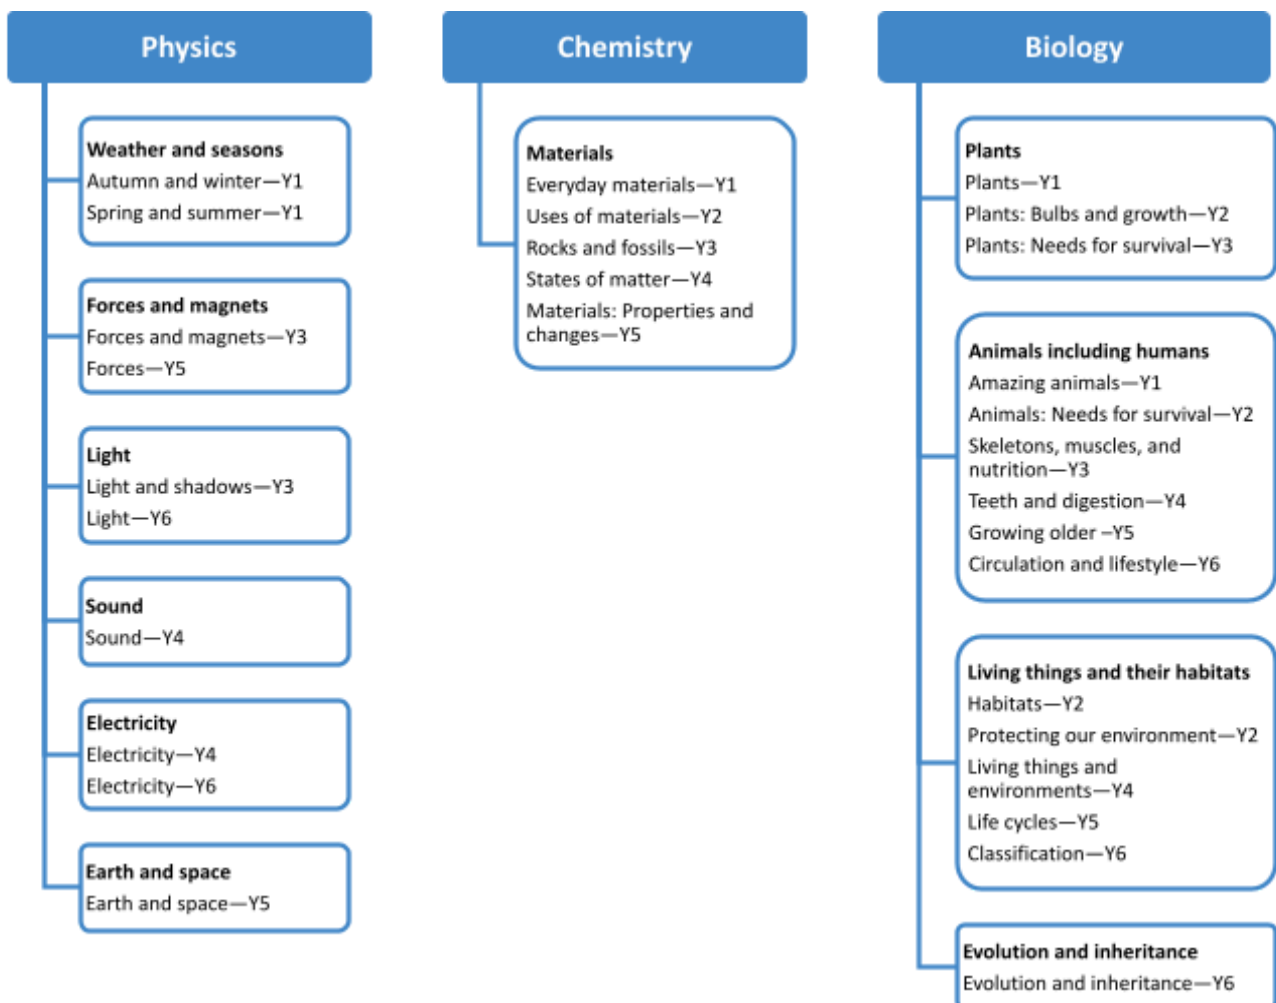 Physics
Weather and seasons
Autumn and winter—Y1
Spring and summer—Y1
Forces and magnets
Forces and magnets—Y3
Forces—Y5
Light
Light and shadows—Y3
Light—Y6
Sound
Sound—Y4
Electricity
Electricity—Y4
Electricity—Y6
Earth and space
Earth and space—Y5
Chemistry
Materials
Everyday materials—Y1
Uses of materials—Y2
Rocks and fossils—Y3
States of matter—Y4
Materials: Properties and
changes—Y5
Biology
Plants
Plants—Y1
Plants: Bulbs and growth—Y2
Plants: Needs for survival—Y3
Animals including humans
Amazing animals—Y1
Animals: Needs for survival—Y2
Skeletons, muscles, and
nutrition—Y3
Teeth and digestion—Y4
Growing older –Y5
Circulation and lifestyle—Y6
Living things and their habitats
Habitats—Y2
Protecting our environment—Y2
Living things and
environments—Y4
Life cycles—Y5
Classification—Y6
Evolution and inheritance
Evolution and inheritance—Y6